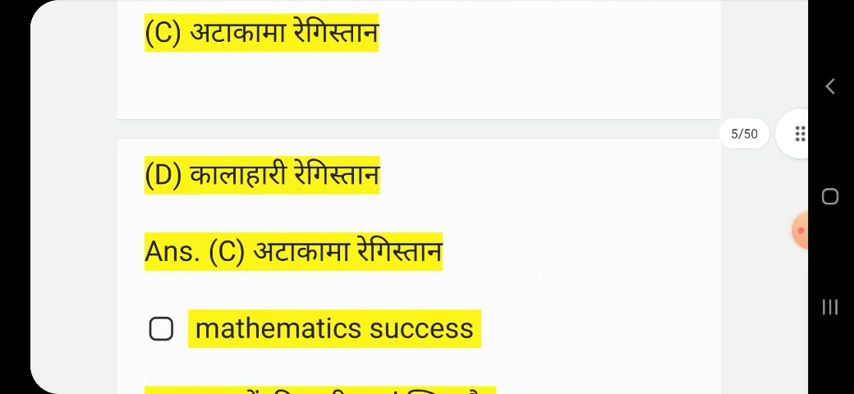 (C) अटाकामा रेगिस्तान
5/50
(D) कालाहारी रेगिस्तान
Ans. (C) अटाकामा रेगिस्तान
mathematics success